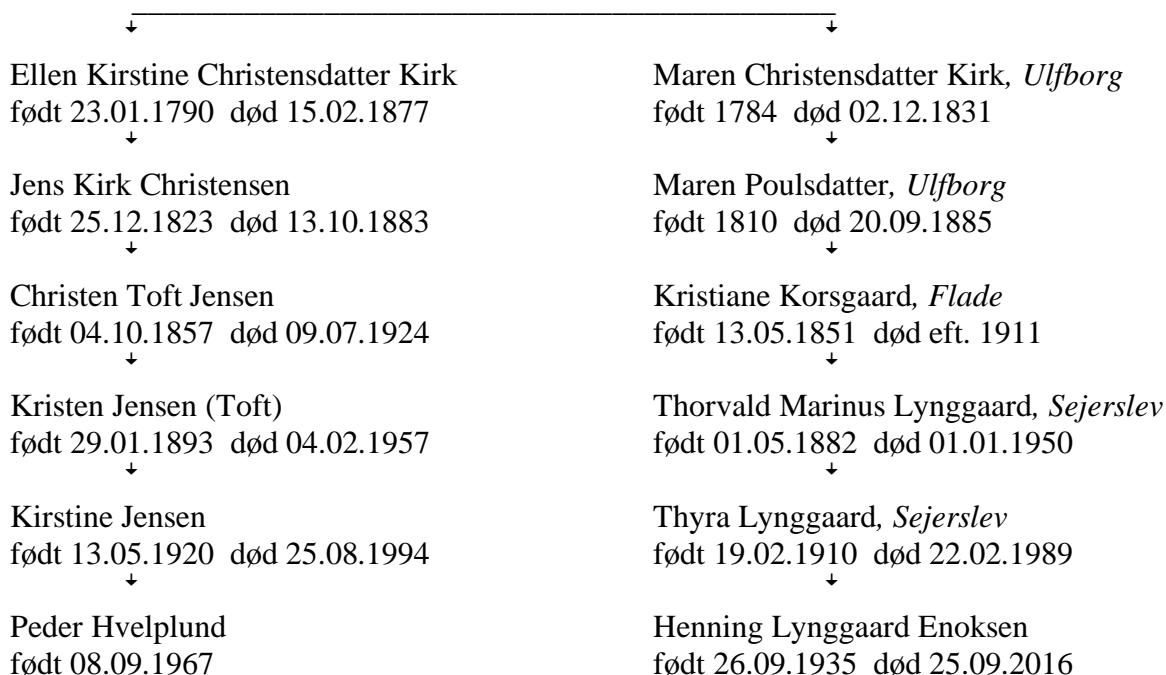 Ellen Kirstine Christensdatter Kirk Maren Christensdatter Kirk, Ulfborg
født 23.01.1790 død 15.02.1877 født 1784 død 02.12.1831
Jens Kirk Christensen Maren Poulsdatter, Ulfborg
født 25.12.1823 død 13.10.1883 født 1810 død 20.09.1885
Christen Toft Jensen Kristiane Korsgaard, Flade
født 04.10.1857 død 09.07.1924 født 13.05.1851 død eft. 1911
Kristen Jensen (Toft) Thorvald Marinus Lynggaard, Sejerslev
født 29.01.1893 død 04.02.1957 født 01.05.1882 død 01.01.1950
Kirstine Jensen Thyra Lynggaard, Sejerslev
født 13.05.1920 død 25.08.1994 født 19.02.1910 død 22.02.1989
Peder Hvelplund Henning Lynggaard Enoksen
født 08.09.1967 født 26.09.1935 død 25.09.2016